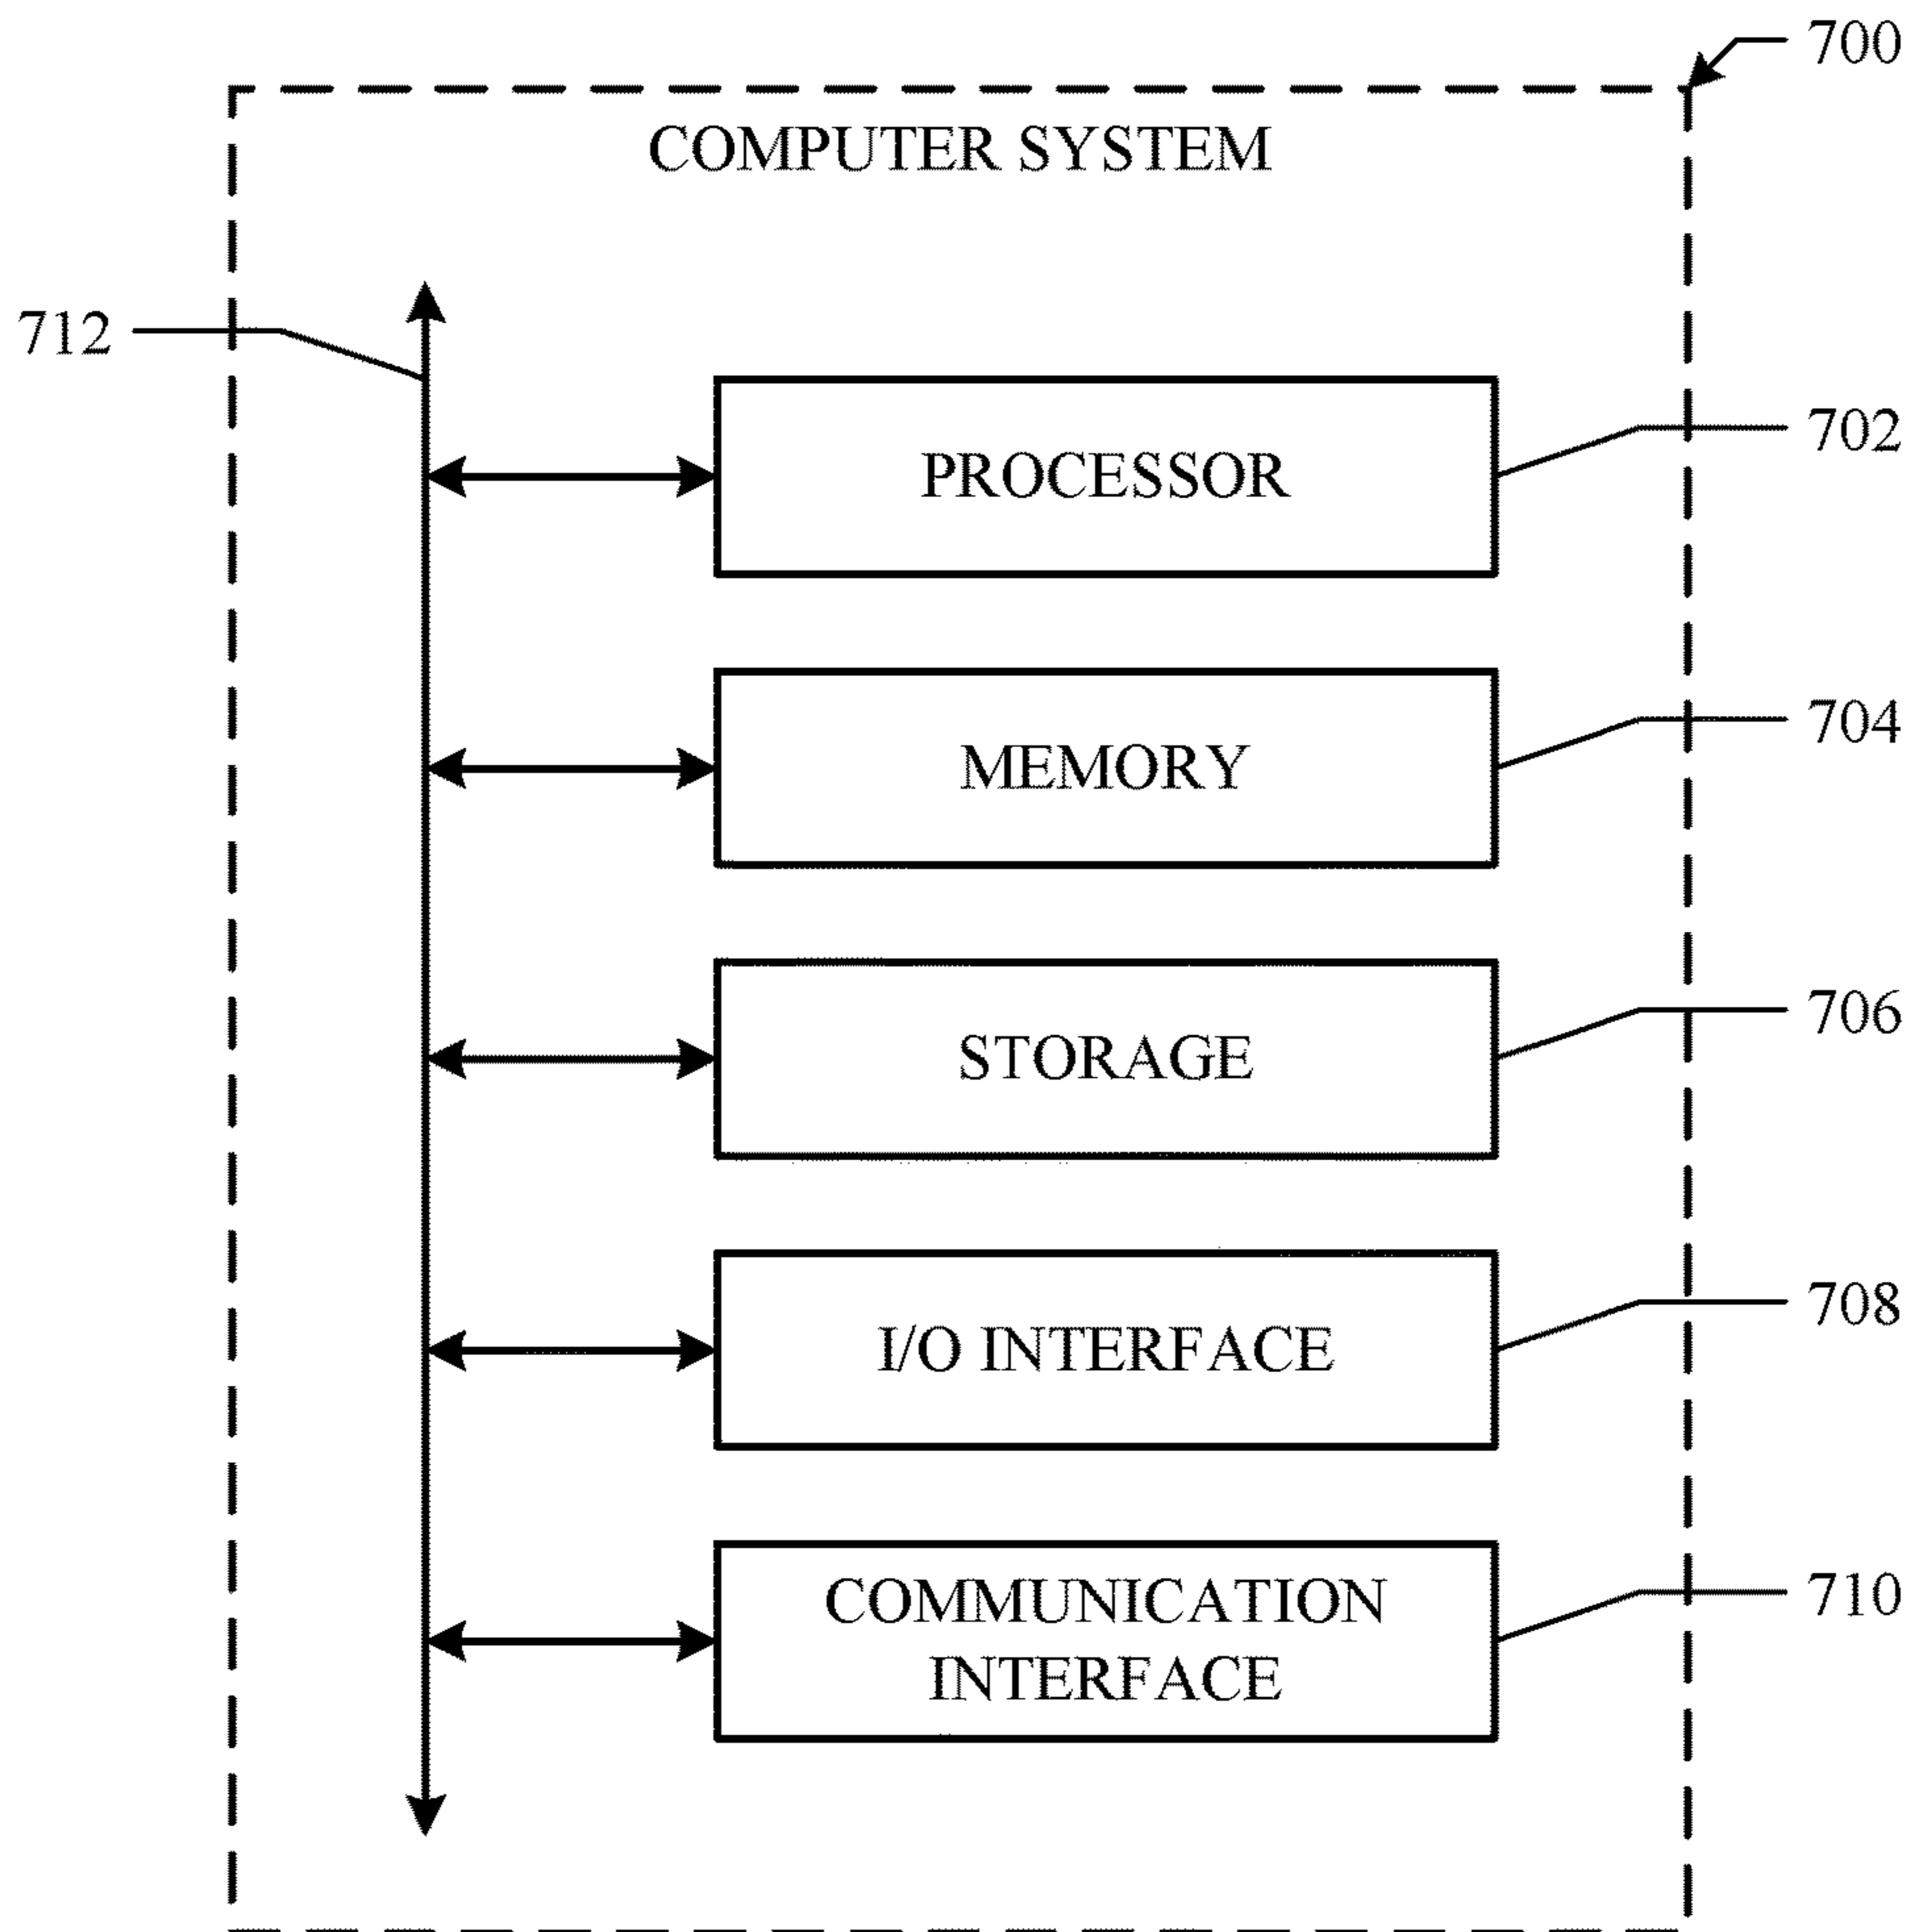 700
COMPUTER SYSTEM
712
702
PROCESSOR
704
MEMORY
706
STORAGE
708
I/O INTERFACE
710
COMMUNICATION
INTERFACE